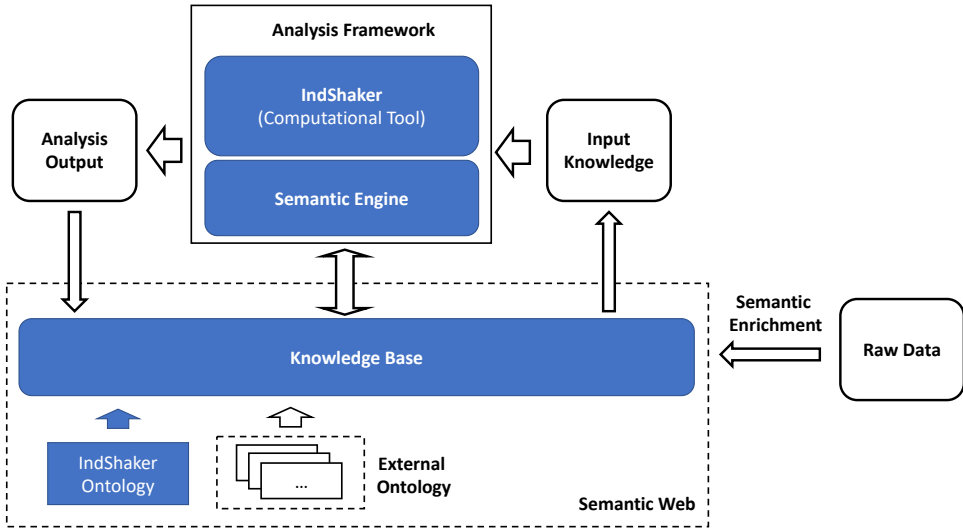 Analysis Framework
IndShaker
(Computational Tool)
Analysis
Output
Input
Knowledge
Semantic Engine
Semantic
Enrichment
Raw Data
Knowledge Base
IndShaker
Ontology
...
External
Ontology
Semantic Web